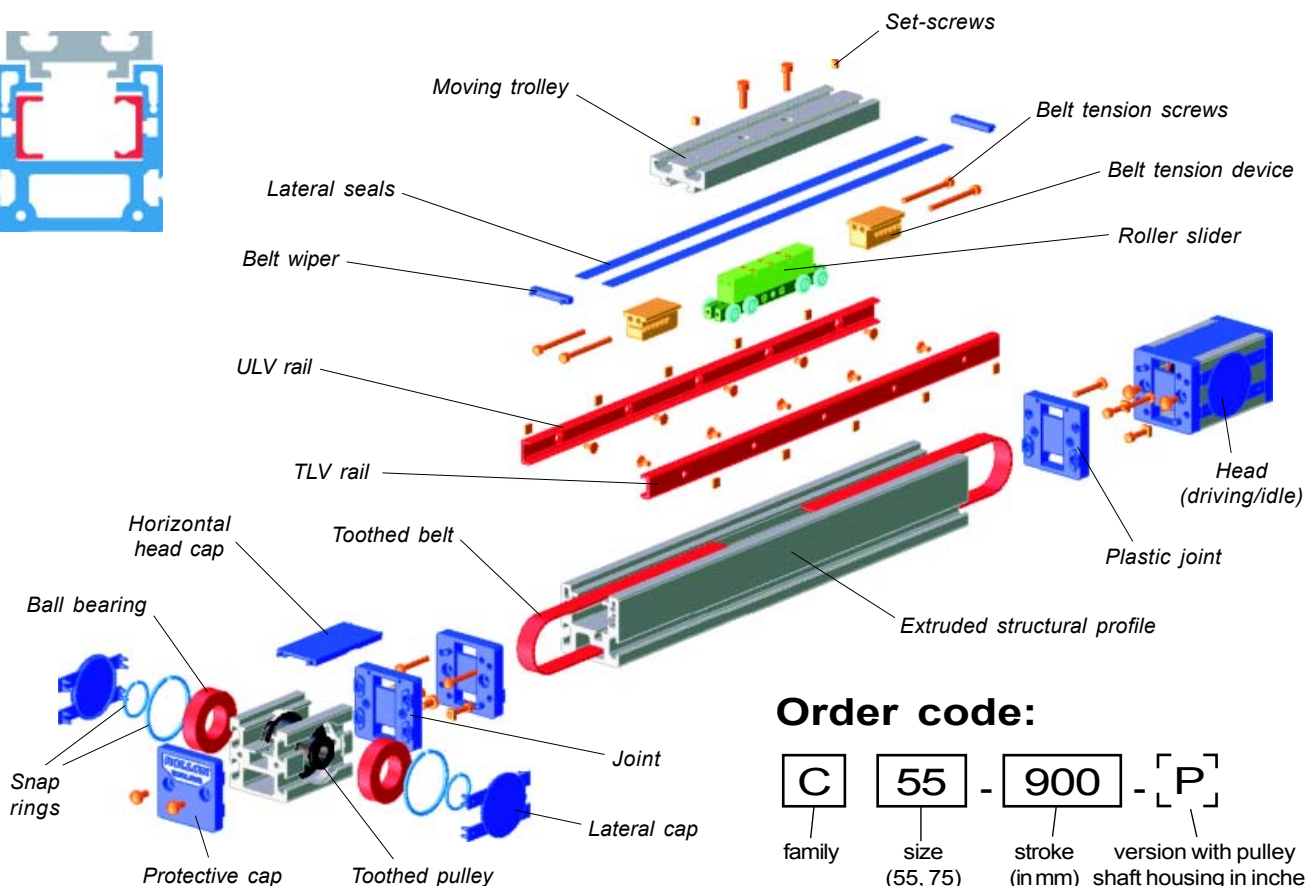 Set-screws
Moving trolley
Belt tension screws
Lateral seals
Belt tension device
Belt wiper
Roller slider
ULV rail
TLV rail
Head
(driving/idle)
Horizontal
head cap
Toothed belt
Plastic joint
Ball bearing
Extruded structural profile
ROLLON
Joint
Snap
rings
Lateral cap
Protective cap
Toothed pulley
Order code:
C 55 - 900 - [P]
family size stroke version with pulley
(55, 75) (in mm) shaft housing in inche